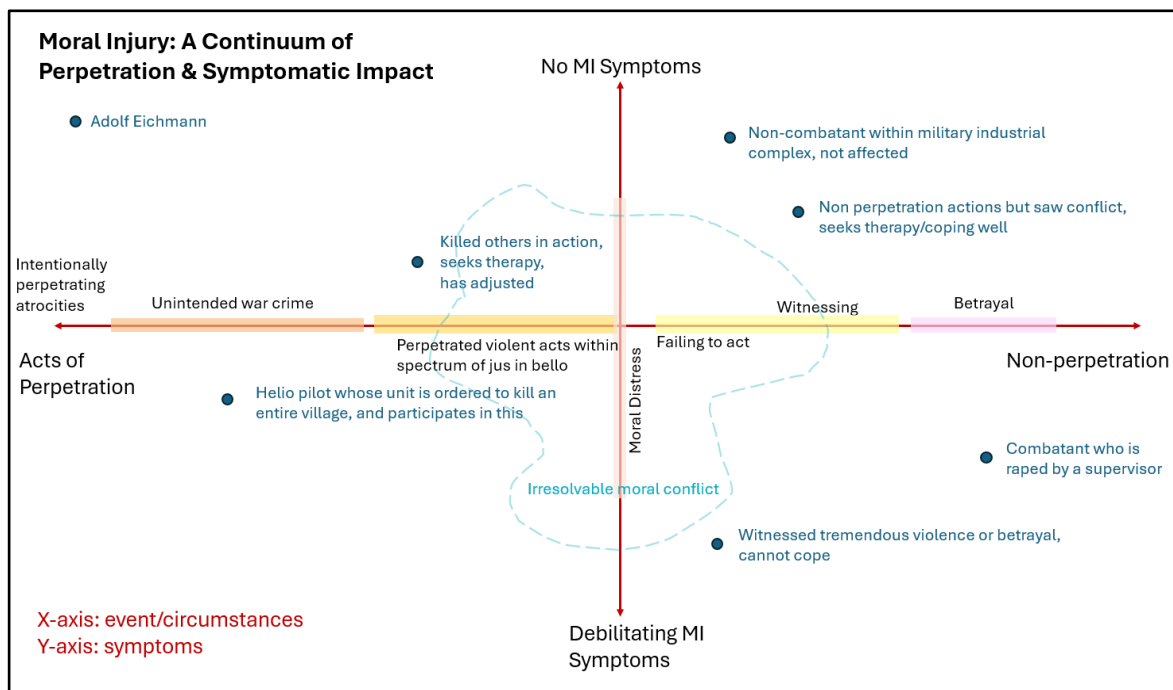 Moral Injury: A Continuum of
Perpetration & Symptomatic Impact
No MI Symptoms
Adolf Eichmann
Non-combatant within military industrial
complex, not affected
Non perpetration actions but saw conflict,
seeks therapy/coping well
Killed others in action,
seeks therapy,
has adjusted
Intentionally
perpetrating
atrocities
Unintended war crime
Witnessing
Betrayal
Perpetrated violent acts within
spectrum of jus in bello
Failing to act
Acts of
Perpetration
Non-perpetration
Moral Distress
Helio pilot whose unit is ordered to kill an
entire village, and participates in this
Combatant who is
raped by a supervisor
Irresolvable moral conflict
Witnessed tremendous violence or betrayal,
cannot cope
X-axis: event/circumstances
Y-axis: symptoms
Debilitating MI
Symptoms